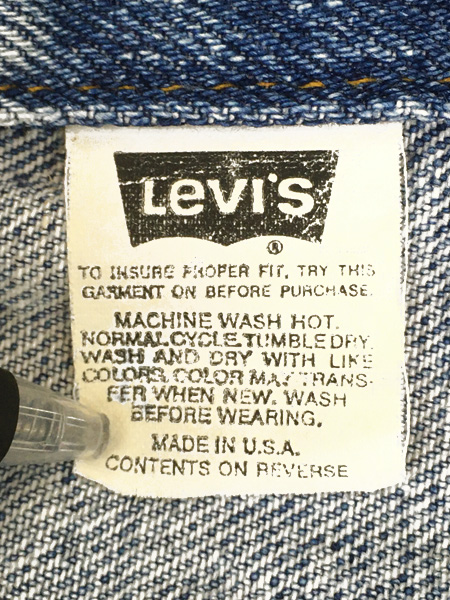 Levi's
®
TO INSURE PROPER FIT, TRY THIS
GARMENT ON BEFORE PURCHASE.
MACHINE WASH HOT.
NORMAL CYCLE. TUMBLE DRY.
WASH AND DRY WITH LIKE
COLORS. COLOR MAY TRANS-
FER WHEN NEW. WASH
BEFORE WEARING.
MADE IN U.S.A.
CONTENTS ON REVERSE